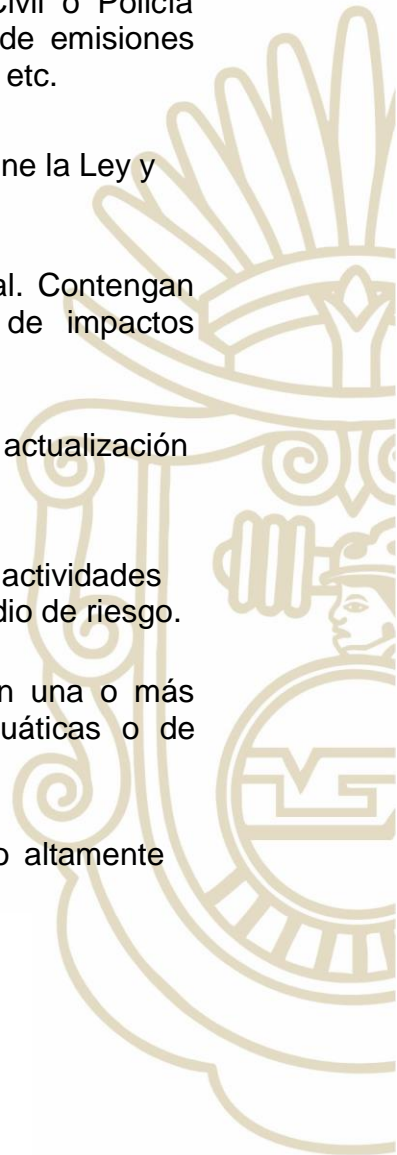 Civil o Policía
de emisiones
etc.
ne la Ley y
al. Contengan
de impactos
actualización
actividades
dio de riesgo.
n una o más
uáticas o de
o altamente